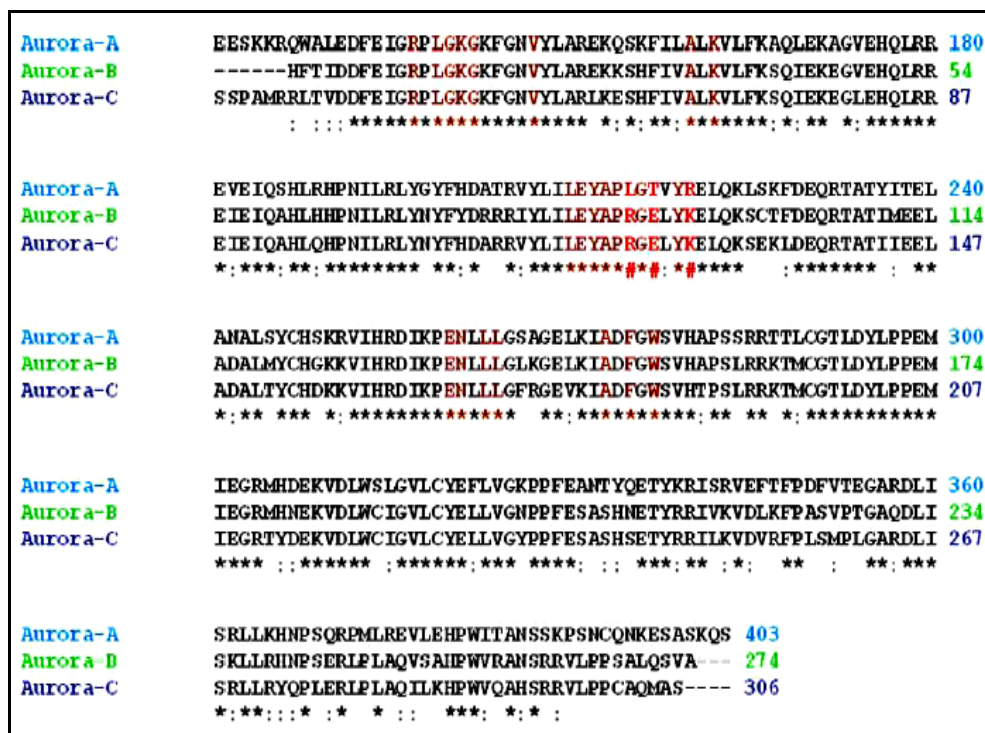 Aurora-A EESKKRQWALEDFEIGRPLGKGKFGNVYLAREKQSKFILALKVLFKAQLEKAGVEHQLRR 180
Aurora-B ------HFTIDDFEIGRPLGKGKFGNVYLAREKKSHFIVALKVLFKSQIEKEGVEHQLRR 54
Aurora-C SSPAMRRLTVDDFEIGRPLGKGKFGNVYLARLKESHFIVALKVLFKSQIEKEGLEHQLRR 87
: :::******************** *:*:**:*******:*:** *:******
Aurora-A EVEIQSHLRHPNILRLYGYFHDATRVYLILEYAPLGTVYRELQKLSKFDEQRTATYITEL 240
Aurora-B EIEIQAHLHHPNILRLYNYFYDRRRIYLILEYAPRGELYKELQKSCTFDEQRTATIMEEL 114
Aurora-C EIEIQAHLQHPNILRLYNYFHDARRVYLILEYAPRGELYKELQKSEKLDEQRTATIIEEL 147
*:***:**:******** **:* *:********#*#:*#**** :******* : **
Aurora-A ANALSYCHSKRVIHRDIKPENLLLGSAGELKIADFGWSVHAPSSRRTTLCGTLDYLPPEM 300
Aurora-B ADALMYCHGKKVIHRDIKPENLLLGLKGELKIADFGWSVHAPSLRRKTMCGTLDYLPPEM 174
Aurora-C ADALTYCHDKKVIHRDIKPENLLLGFRGEVKIADFGWSVHTPSLRRKTMCGTLDYLPPEM 207
*:** *** *:************** **:**********:** ** *:***********
Aurora-A IEGRMHDEKVDLWSLGVLCYEFLVGKPPFEANTYQETYKRISRVEFTFPDFVTEGARDLI 360
Aurora-B IEGRMHNEKVDLWCIGVLCYELLVGNPPFESASHNETYRRIVKVDLKFPASVPTGAQDLI 234
Aurora-C IEGRTYDEKVDLWCIGVLCYELLVGYPPFESASHSETYRRILKVDVRFPLSMPLGARDLI 267
**** ::****** :******:*** ****: :: ***:** :*: ** : **:***
Aurora-A SRLLKHNPSQRPMLREVLEHPWITANSSKPSNCQNKESASKQS 403
Aurora-B SKLLRHNPSERLPLAQVSAHPWVRANSRRVLPPSALQSVA--- 274
Aurora-C SRLLRYQPLERLPLAQILKHPWVQAHSRRVLPPCAQMAS---- 306
*:**:::* :* * :: ***: *:* :